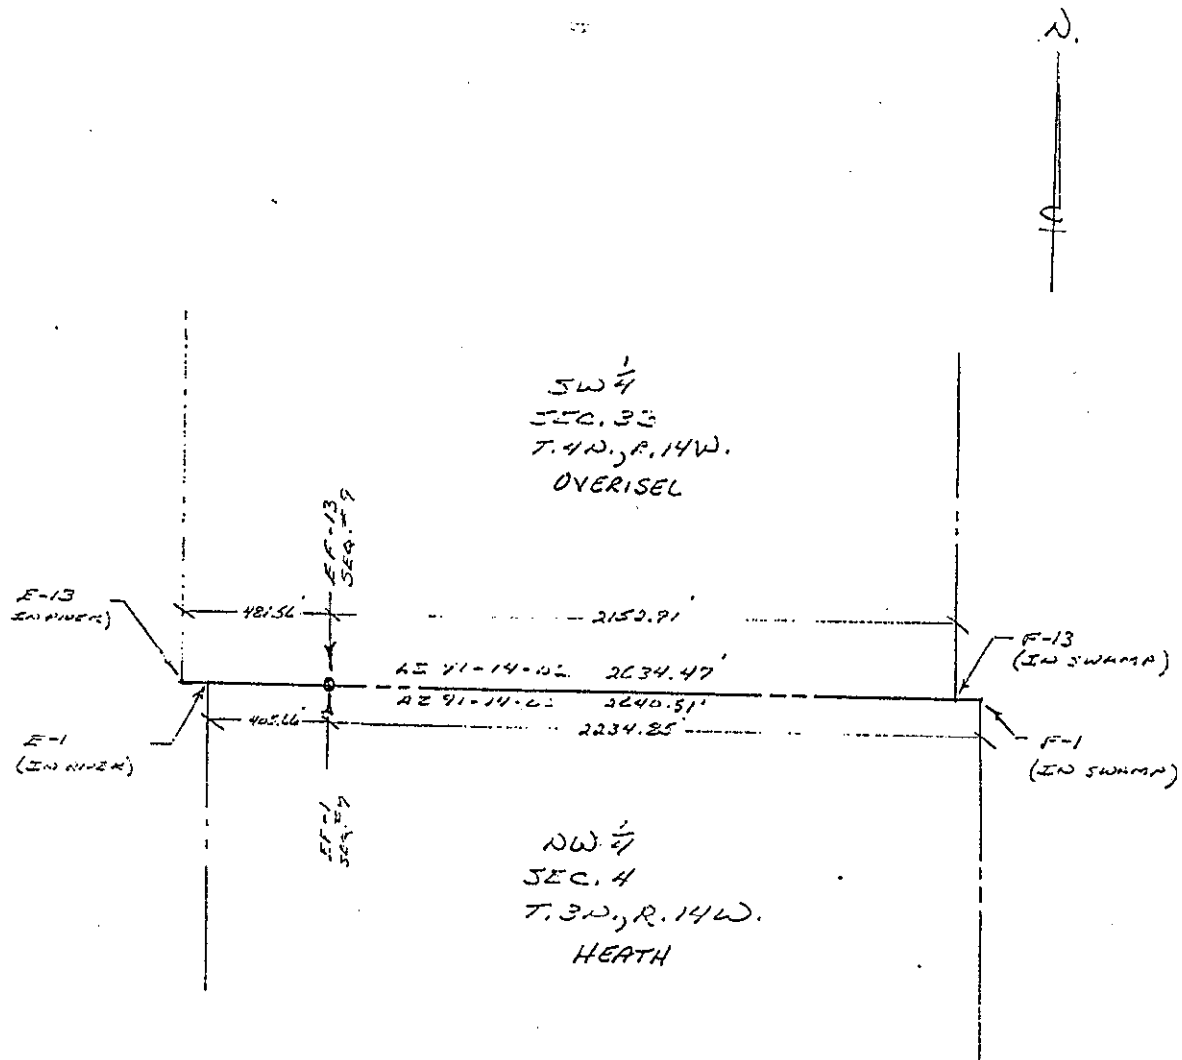 N.
SW 1/4
SEC. 33
T.4N., R.14W.
OVERISEL
EF-13
SEQ. #9
E-13
(IN RIVER)
481.56'
2152.91'
F-13
(IN SWAMP)
AZ 91-14-02 2634.47'
AZ 91-14-02 2640.51'
405.66'
2234.85'
E-1
(IN RIVER)
F-1
(IN SWAMP)
EF-1
SEQ. #9
NW 1/4
SEC. 4
T.3N., R.14W.
HEATH